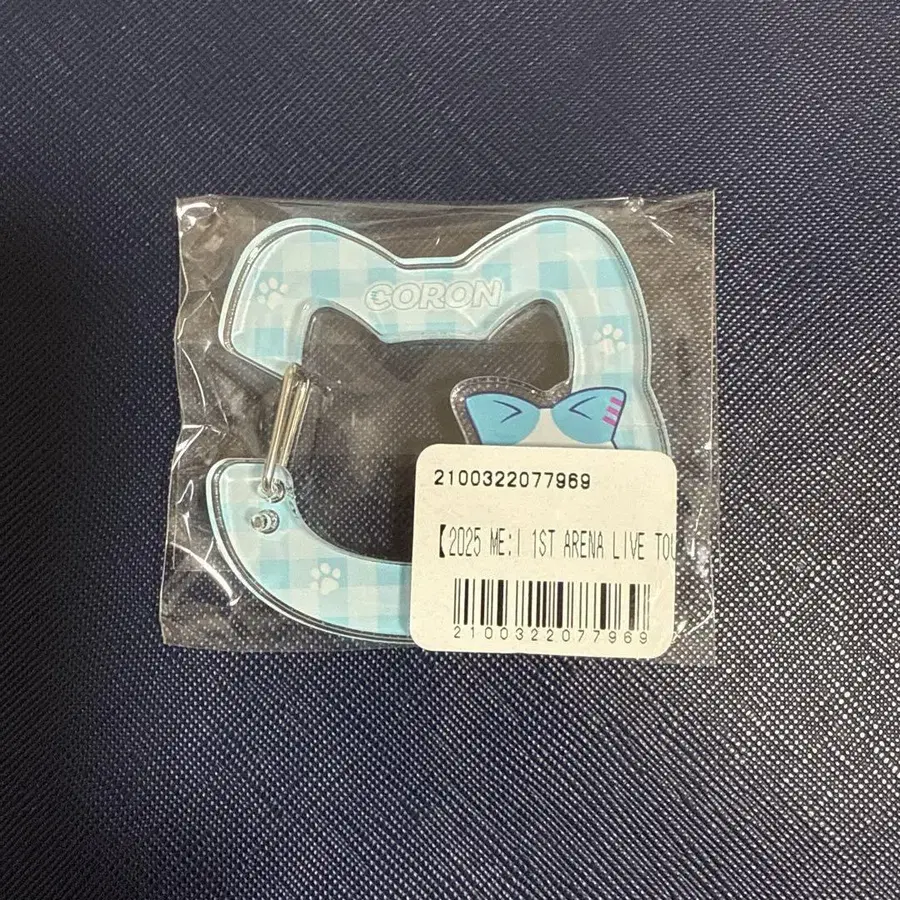 CORON
2100322077969
【2025 ME:I 1ST ARENA LIVE TOU
2100322077969